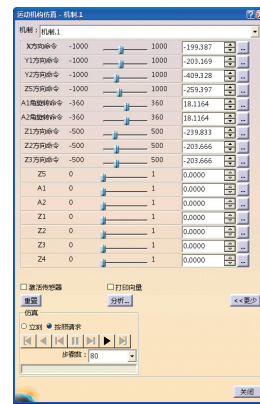 运动机构仿真 - 机制.1
机制：机制.1
X方向命令 -1000 1000 -199.387
Y1方向命令 -1000 1000 -203.169
Y2方向命令 -1000 1000 -409.328
Z5方向命令 -1000 1000 -259.397
A1角旋转命令 -360 360 18.1164
A2角旋转命令 -360 360 18.1164
Z1方向命令 -500 500 -239.833
Z2方向命令 -500 500 -203.666
Z3方向命令 -500 500 -203.666
Z5 0 1 0.0000
A1 0 1 0.0000
A2 0 1 0.0000
Z1 0 1 0.0000
Z2 0 1 0.0000
Z3 0 1 0.0000
Z4 0 1 0.0000
激活传感器 打印向量
重置 分析... <<更少
仿真
立刻 按照请求
步骤数： 80
关闭